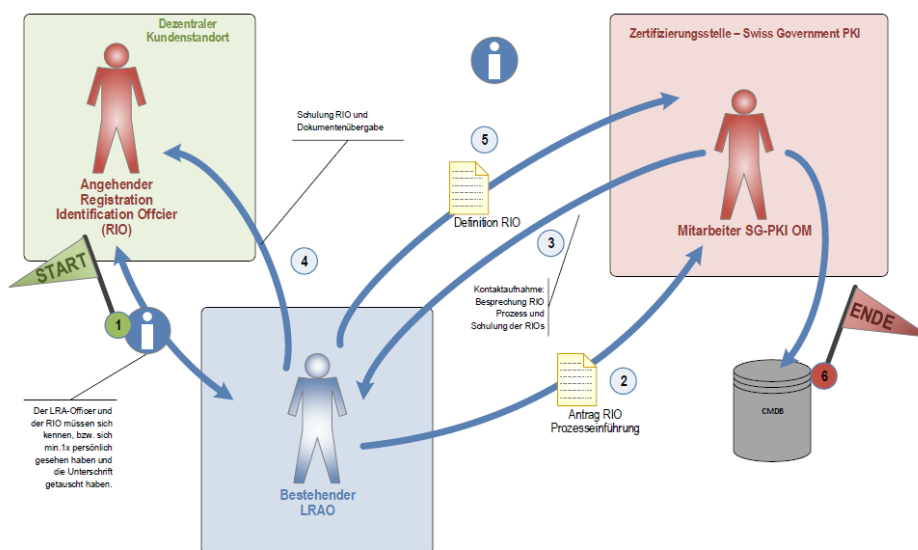 Dezentraler
Kundenstandort
Angehender
Registration
Identification Offcier
(RIO)
START
1
Der LRA-Officer und
der RIO müssen sich
kennen, bzw. sich
min.1x persönlich
gesehen haben und
die Unterschrift
getauscht haben.
Schulung RIO und
Dokumentenübergabe
4
Bestehender
LRAO
5
Definition RIO
3
Kontaktaufnahme:
Besprechung RIO
Prozess und
Schulung der RIOs
2
Antrag RIO
Prozesseinführung
Zertifizierungsstelle – Swiss Government PKI
Mitarbeiter SG-PKI OM
ENDE
6
CMDB